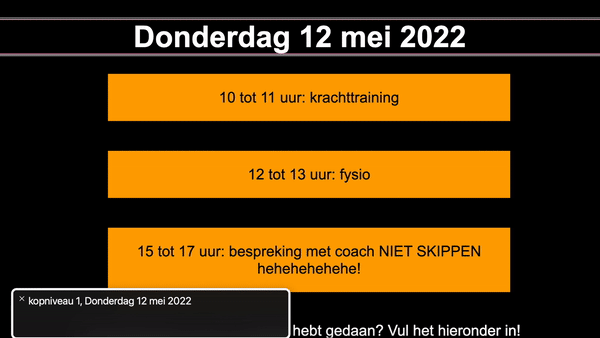 Donderdag 12 mei 2022
10 tot 11 uur: krachttraining
12 tot 13 uur: fysio
15 tot 17 uur: bespreking met coach NIET SKIPPEN
hehehehehehe!
hebt gedaan? Vul het hieronder in!
kopniveau 1, Donderdag 12 mei 2022